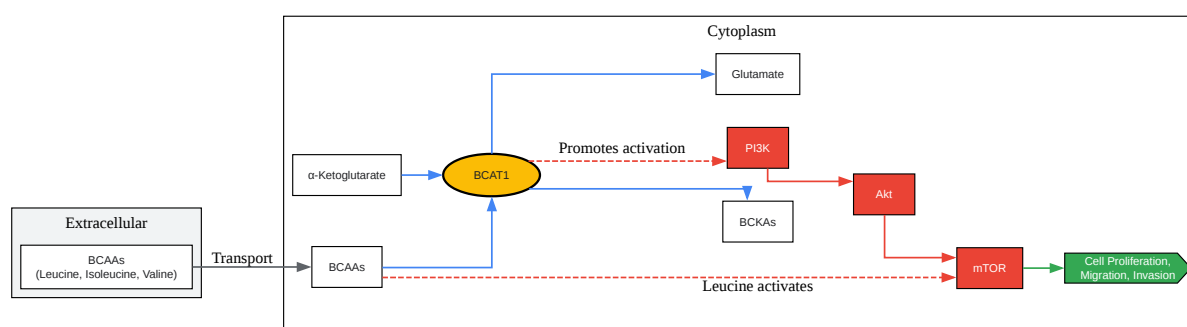 Cytoplasm
Glutamate
Promotes activation
PI3K
α-Ketoglutarate
BCAT1
Akt
BCKAs
Extracellular
BCAAs
(Leucine, Isoleucine, Valine)
Transport
BCAAs
Leucine activates
mTOR
Cell Proliferation,
Migration, Invasion